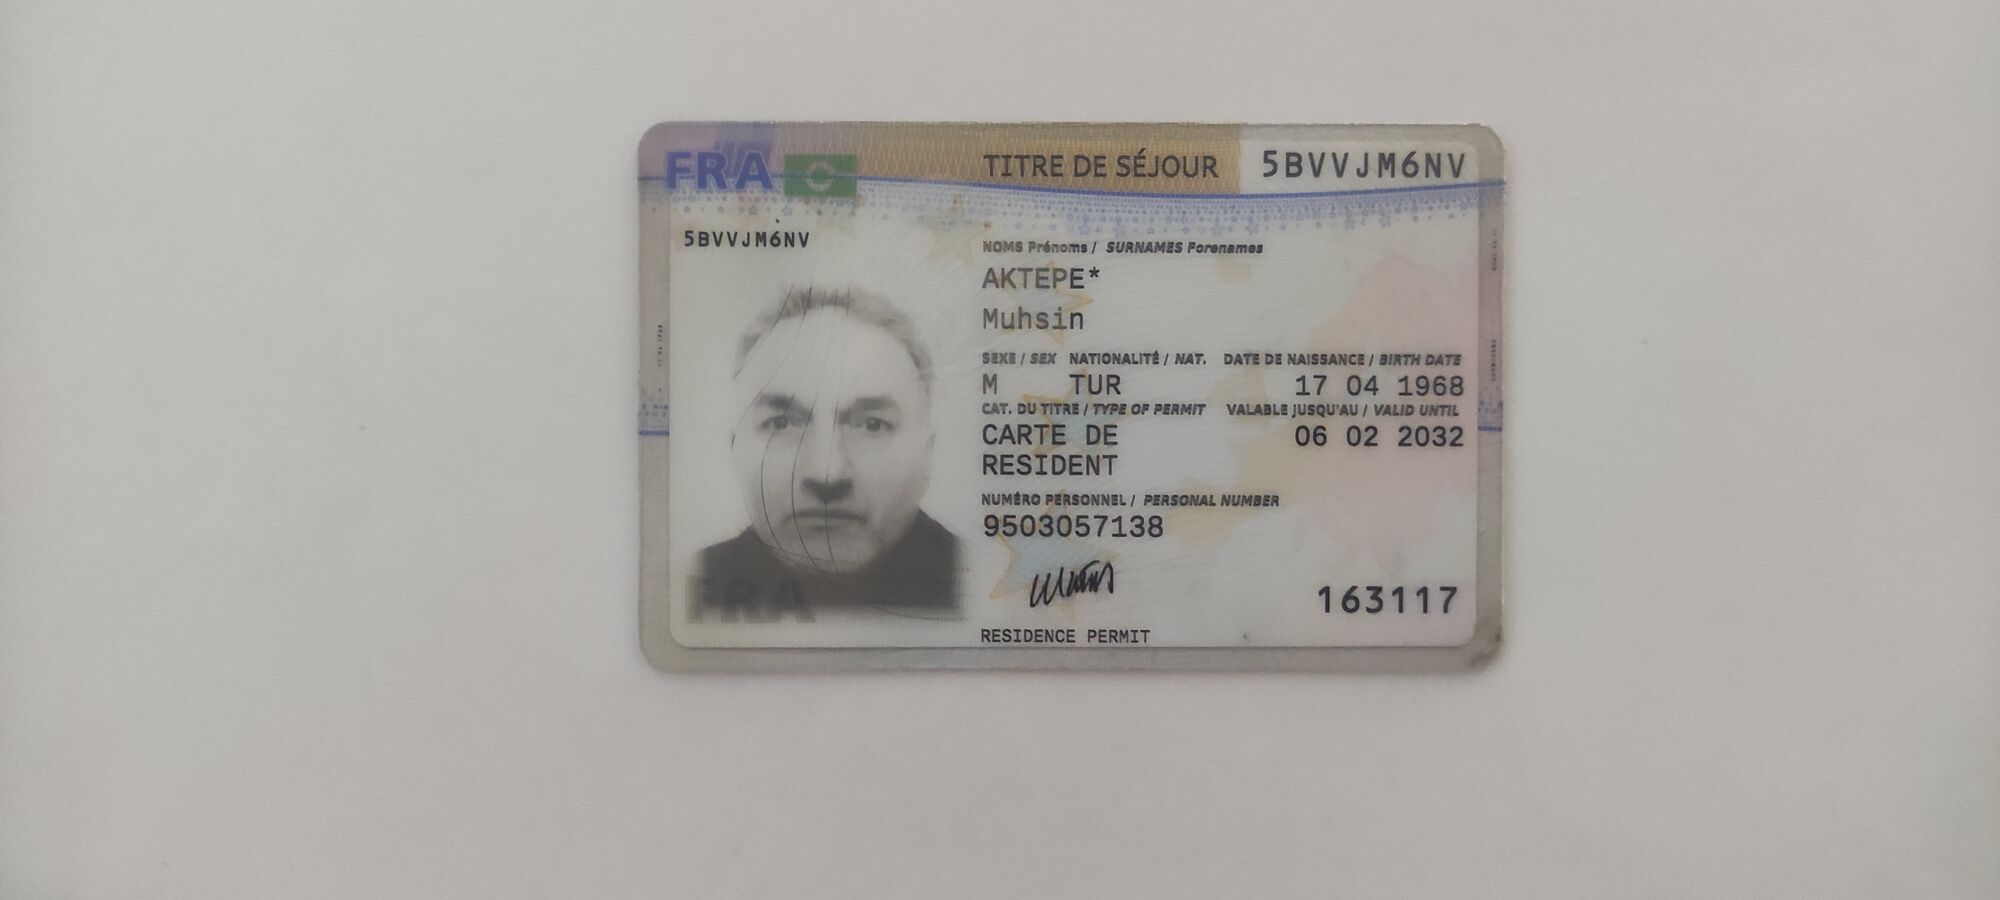 FRA TITRE DE SÉJOUR 5BVVJM6NV
5BVVJM6NV
NOMS Prénoms / SURNAMES Forenames
AKTEPE*
Muhsin
SEXE / SEX NATIONALITÉ / NAT. DATE DE NAISSANCE / BIRTH DATE
M TUR 17 04 1968
CAT. DU TITRE / TYPE OF PERMIT VALABLE JUSQU'AU / VALID UNTIL
CARTE DE 06 02 2032
RESIDENT
NUMÉRO PERSONNEL / PERSONAL NUMBER
9503057138
FRA
163117
RESIDENCE PERMIT